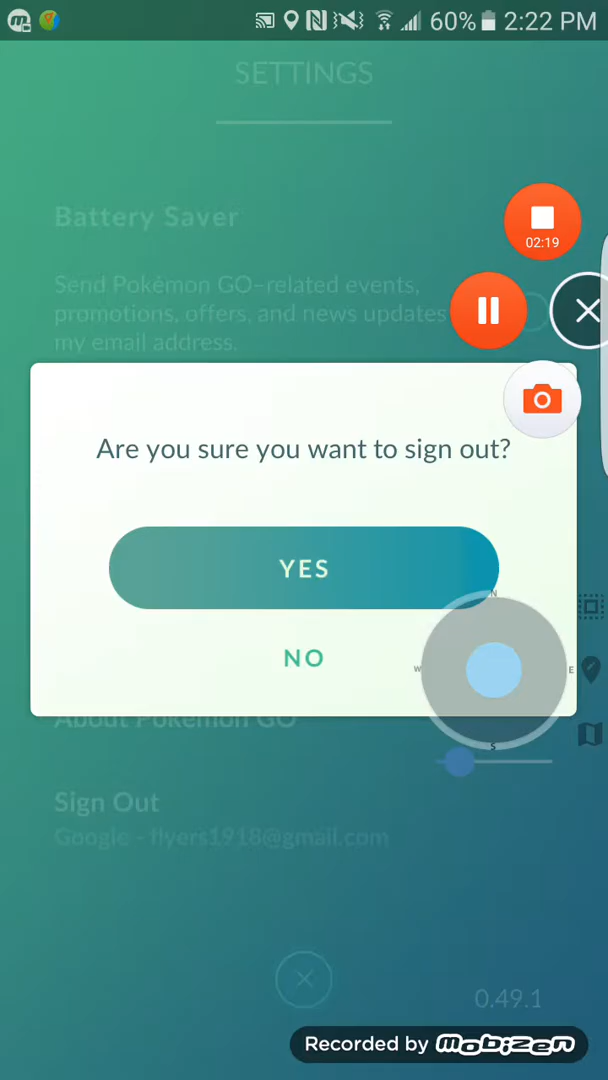 60% 2:22 PM
SETTINGS
Battery Saver
02:19
Send Pokémon GO-related events,
promotions, offers, and news updates
my email address.
Are you sure you want to sign out?
YES
N
NO
W
E
S
About Pokémon GO
Sign Out
Google - flyers1918@gmail.com
0.49.1
Recorded by mobizen